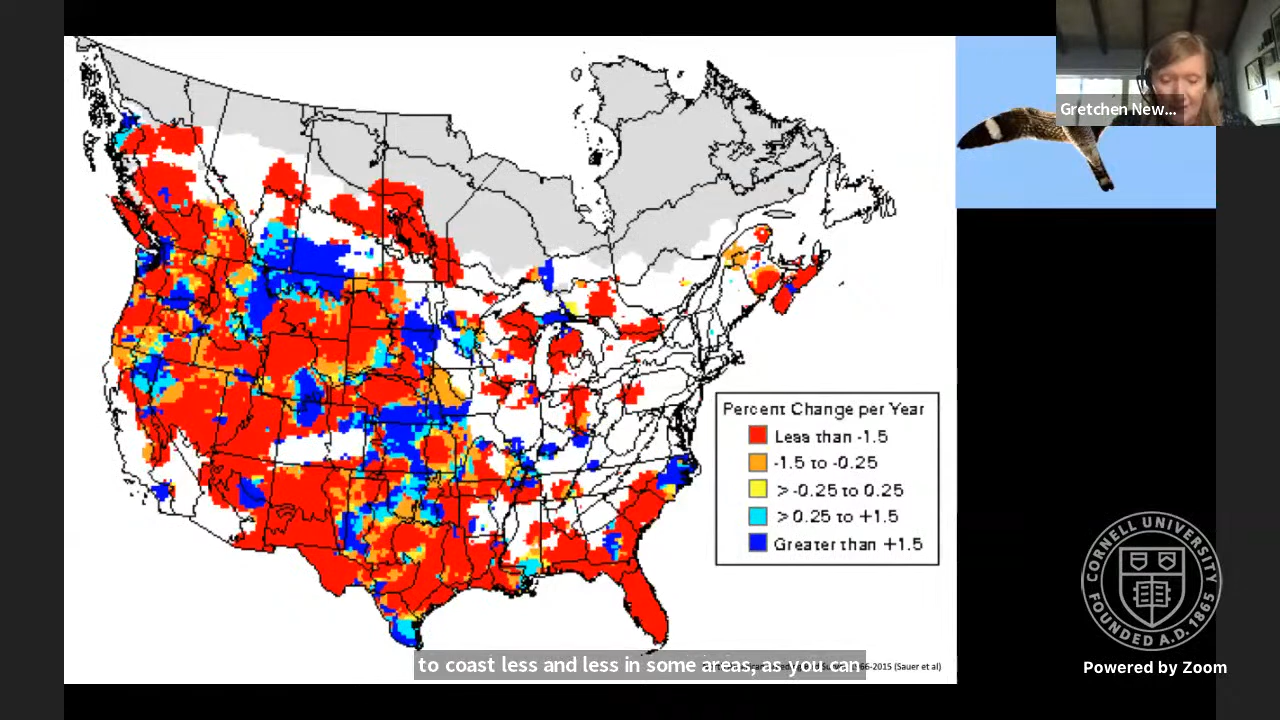 Gretchen New...
Percent Change per Year
Less than -1.5
-1.5 to -0.25
> -0.25 to 0.25
> 0.25 to +1.5
Greater than +1.5
CORNELL UNIVERSITY
FOUNDED A.D. 1865
Powered by Zoom
to coast less and less in some areas, as you can
66-2015 (Sauer et al)